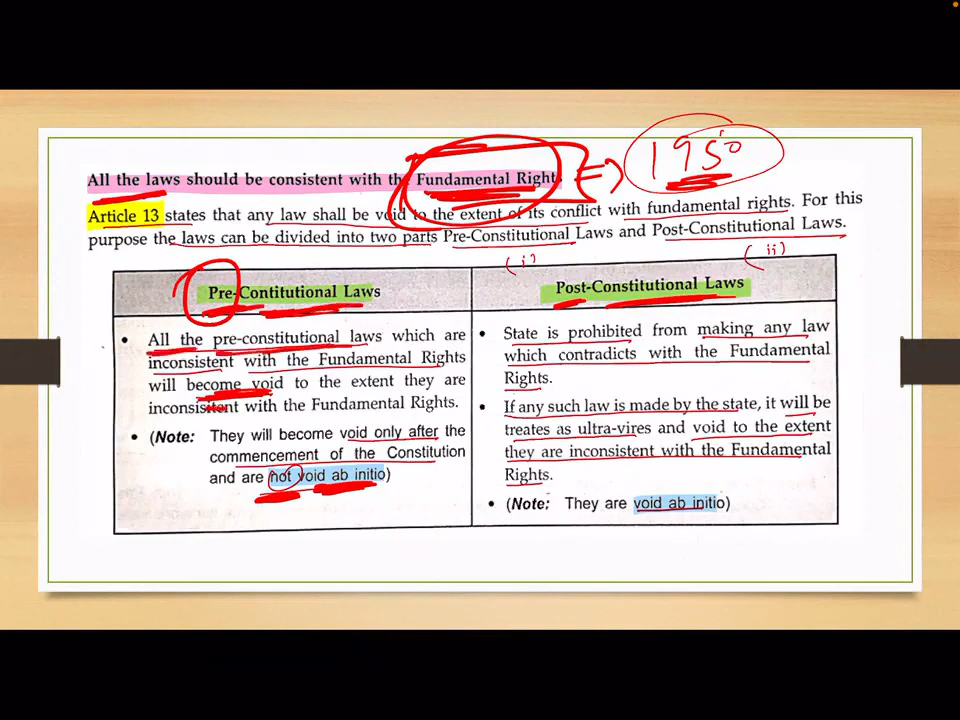 All the laws should be consistent with the Fundamental Right
=> 1950
Article 13 states that any law shall be void to the extent of its conflict with fundamental rights. For this
purpose the laws can be divided into two parts Pre-Constitutional Laws and Post-Constitutional Laws.
(i) (ii)
Pre-Contitutional Laws
• All the pre-constitutional laws which are
inconsistent with the Fundamental Rights
will become void to the extent they are
inconsistent with the Fundamental Rights.
• (Note: They will become void only after the
commencement of the Constitution
and are not void ab initio)
Post-Constitutional Laws
• State is prohibited from making any law
which contradicts with the Fundamental
Rights.
• If any such law is made by the state, it will be
treates as ultra-vires and void to the extent
they are inconsistent with the Fundamental
Rights.
• (Note: They are void ab initio)